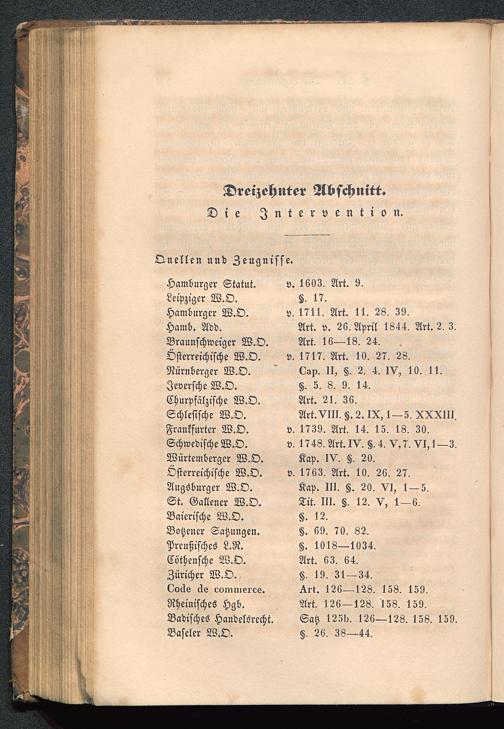 Dreizehnter Abschnitt.
Die Intervention.
Quellen und Zeugnisse.
Hamburger Statut. v. 1603. Art. 9.
Leipziger W.O. §. 17.
Hamburger W.O. v. 1711. Art. 11. 28. 39.
Hamb. Add. Art. v. 26. April 1844. Art. 2. 3.
Braunschweiger W.O. Art. 16—18. 24.
Österreichische W.O. v. 1717. Art. 10. 27. 28.
Nürnberger W.O. Cap. II, §. 2. 4. IV, 10. 11.
Jeversche W.O. §. 5. 8. 9. 14.
Churpfälzische W.O. Art. 21. 36.
Schlesische W.O. Art. VIII. §. 2. IX, 1—5. XXXIII.
Frankfurter W.O. v. 1739. Art. 14. 15. 18. 30.
Schwedische W.O. v. 1748. Art. IV. §. 4. V, 7. VI, 1—3.
Würtemberger W.O. Kap. IV. §. 20.
Österreichische W.O. v. 1763. Art. 10. 26. 27.
Augsburger W.O. Kap. III. §. 20. VI, 1—5.
St. Gallener W.O. Tit. III. §. 12. V, 1—6.
Baierische W.O. §. 12.
Botzener Satzungen. §. 69. 70. 82.
Preußisches L.R. §. 1018—1034.
Cöthensche W.O. Art. 63. 64.
Züricher W.O. §. 19. 31—34.
Code de commerce. Art. 126—128. 158. 159.
Rheinisches Hgb. Art. 126—128. 158. 159.
Badisches Handelsrecht. Satz 125b. 126—128. 158. 159.
Baseler W.O. §. 26. 38—44.